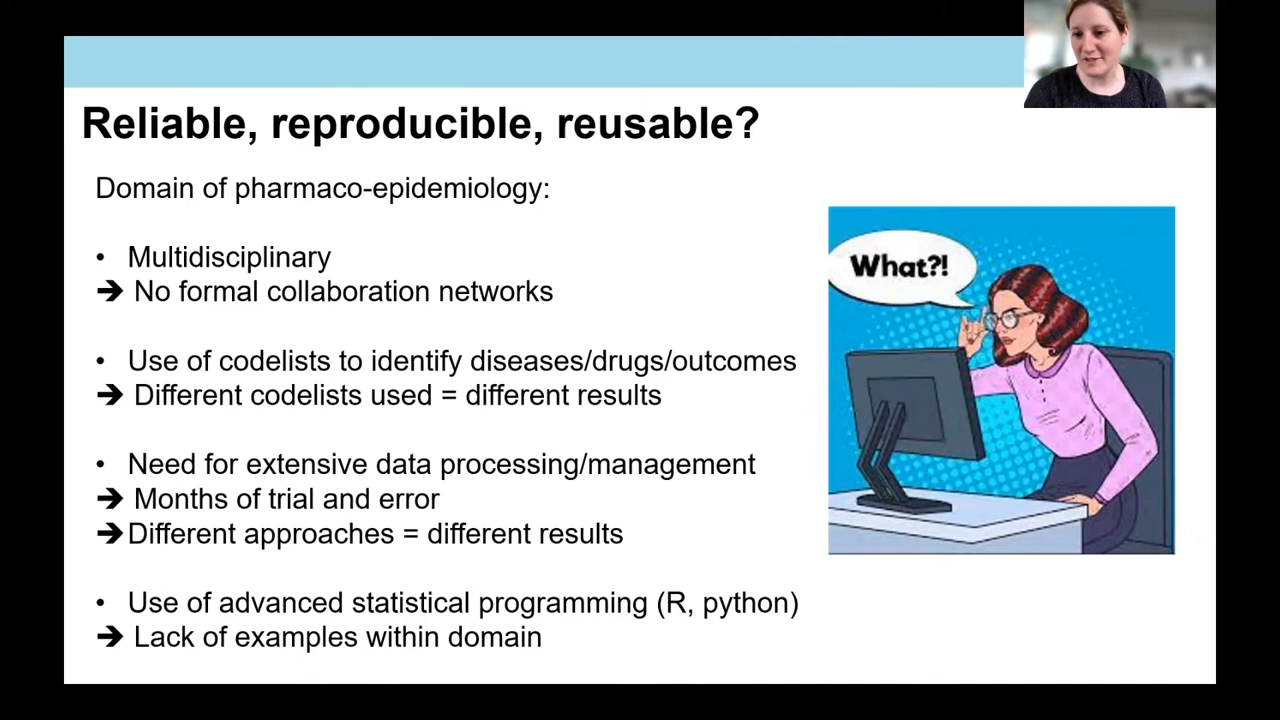 Reliable, reproducible, reusable?
Domain of pharmaco-epidemiology:
• Multidisciplinary
➔ No formal collaboration networks
• Use of codelists to identify diseases/drugs/outcomes
➔ Different codelists used = different results
• Need for extensive data processing/management
➔ Months of trial and error
➔Different approaches = different results
• Use of advanced statistical programming (R, python)
➔ Lack of examples within domain
What?!